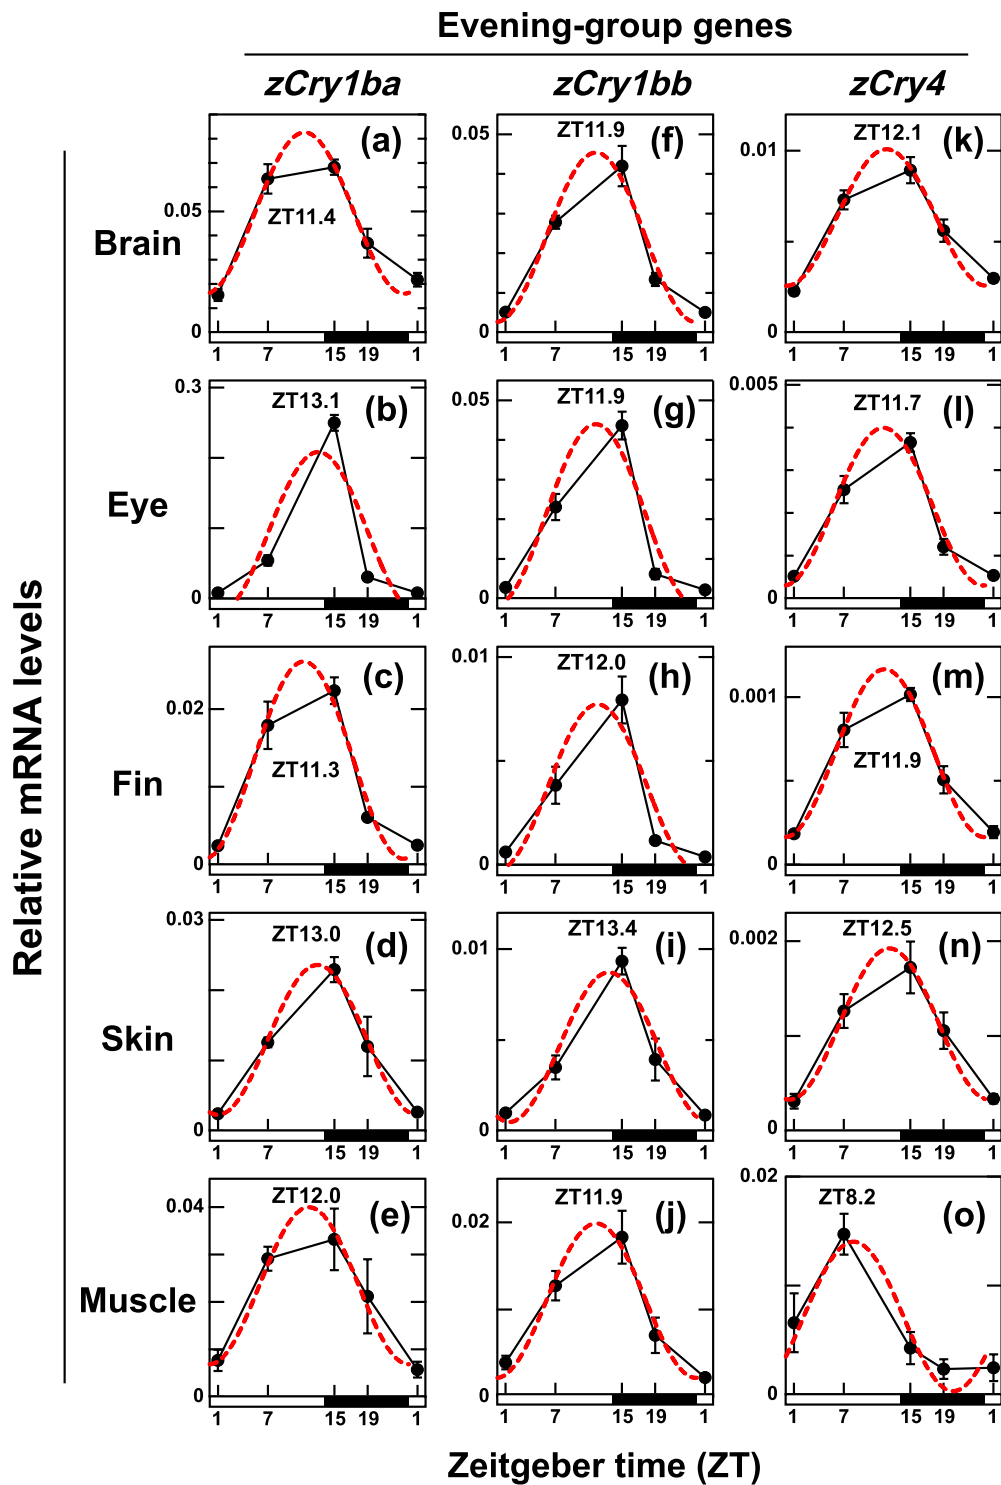 Evening-group genes
zCry1ba zCry1bb zCry4
Relative mRNA levels
Brain
(a) ZT11.4 0.05 0
1 7 15 19 1
(f) ZT11.9 0.05 0
1 7 15 19 1
(k) ZT12.1 0.01 0
1 7 15 19 1
Eye
(b) ZT13.1 0.3 0
1 7 15 19 1
(g) ZT11.9 0.05 0
1 7 15 19 1
(l) ZT11.7 0.005 0
1 7 15 19 1
Fin
(c) ZT11.3 0.02 0
1 7 15 19 1
(h) ZT12.0 0.01 0
1 7 15 19 1
(m) ZT11.9 0.001 0
1 7 15 19 1
Skin
(d) ZT13.0 0.03 0
1 7 15 19 1
(i) ZT13.4 0.01 0
1 7 15 19 1
(n) ZT12.5 0.002 0
1 7 15 19 1
Muscle
(e) ZT12.0 0.04 0
1 7 15 19 1
(j) ZT11.9 0.02 0
1 7 15 19 1
(o) ZT8.2 0.02 0
1 7 15 19 1
Zeitgeber time (ZT)